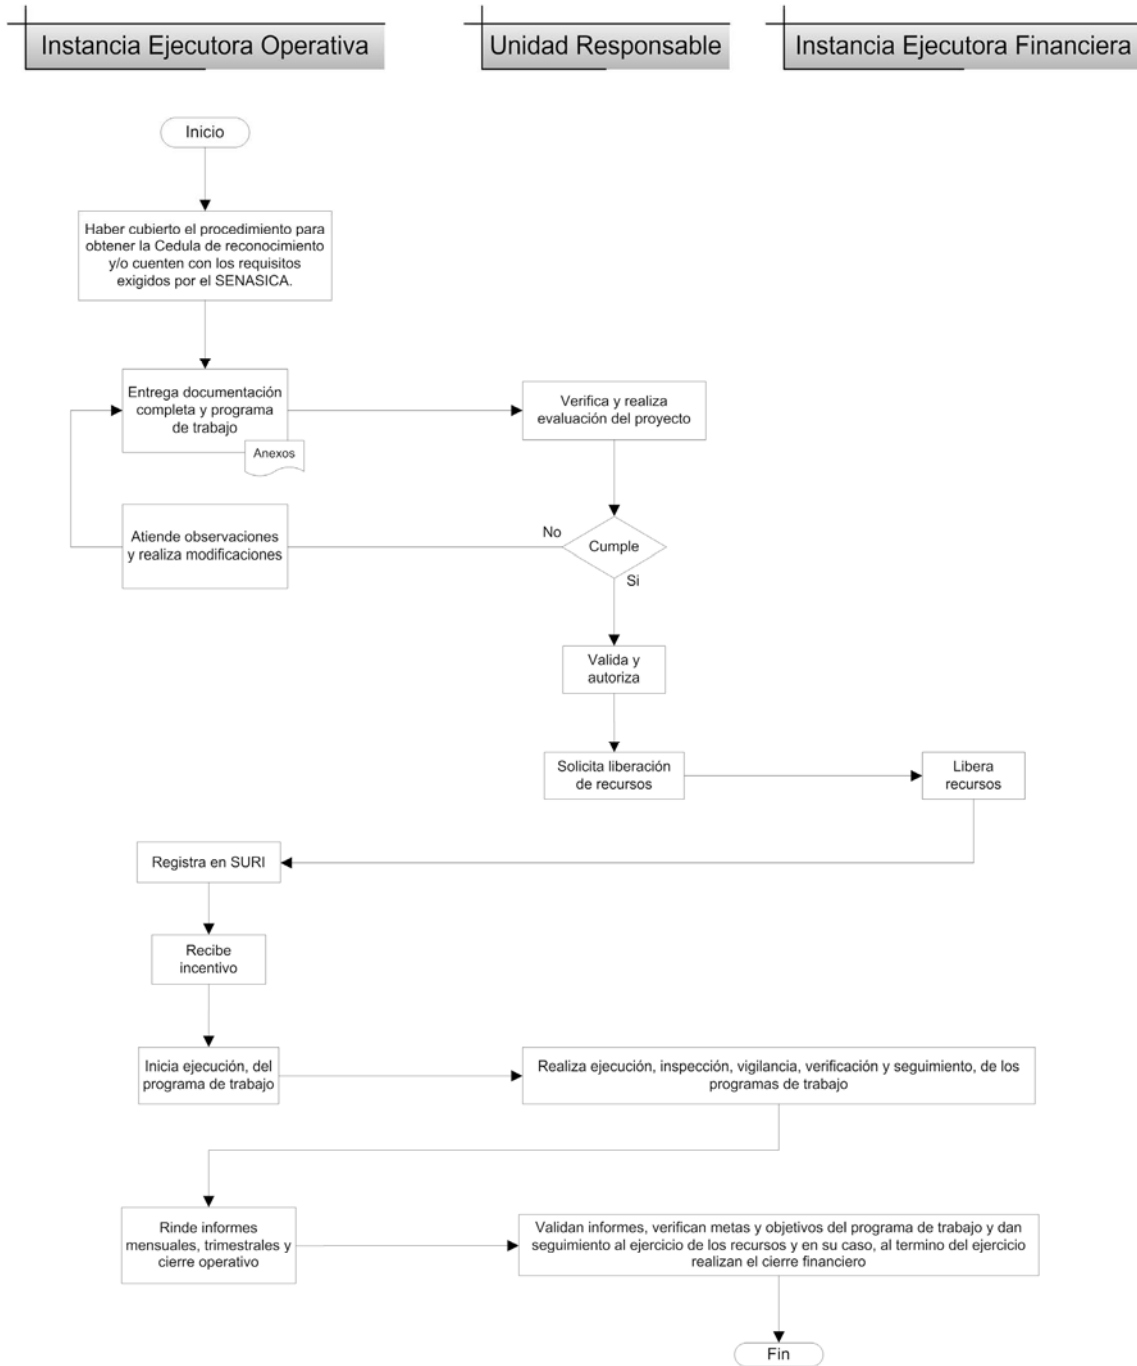 Instancia Ejecutora Operativa
Unidad Responsable
Instancia Ejecutora Financiera
Inicio
Haber cubierto el procedimiento para
obtener la Cedula de reconocimiento
y/o cuenten con los requisitos
exigidos por el SENASICA.
Entrega documentación
completa y programa
de trabajo
Anexos
Verifica y realiza
evaluación del proyecto
Atiende observaciones
y realiza modificaciones
No
Cumple
Si
Valida y
autoriza
Solicita liberación
de recursos
Libera
recursos
Registra en SURI
Recibe
incentivo
Inicia ejecución, del
programa de trabajo
Realiza ejecución, inspección, vigilancia, verificación y seguimiento, de los
programas de trabajo
Rinde informes
mensuales, trimestrales y
cierre operativo
Validan informes, verifican metas y objetivos del programa de trabajo y dan
seguimiento al ejercicio de los recursos y en su caso, al termino del ejercicio
realizan el cierre financiero
Fin